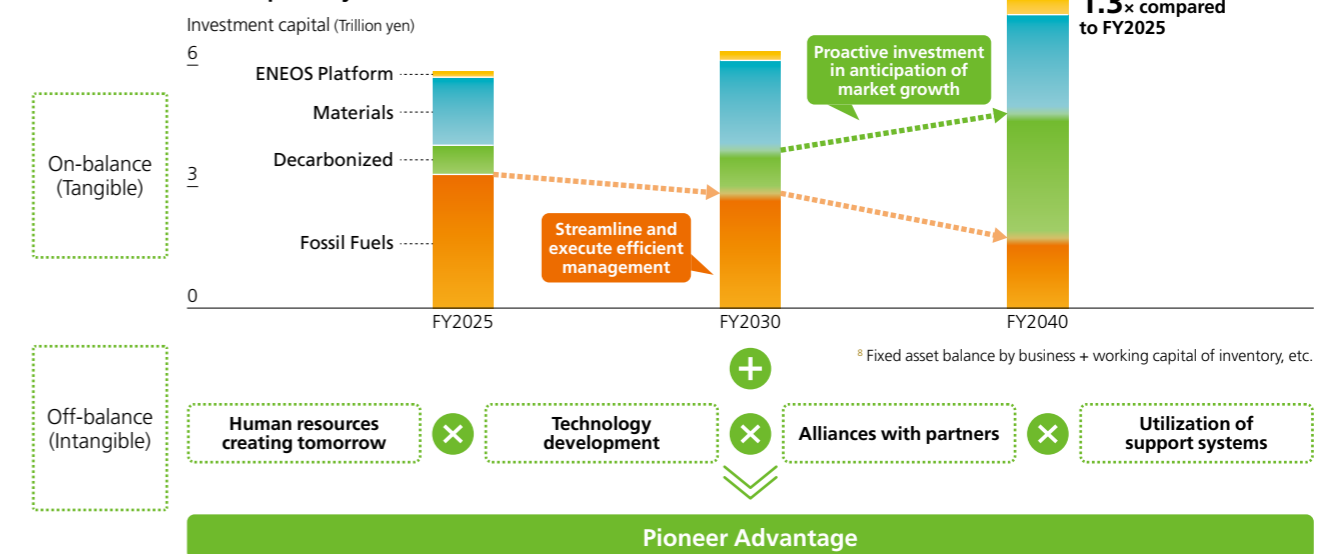 1.3× compared
to FY2025
Investment capital (Trillion yen)
6
3
0
ENEOS Platform
Materials
Decarbonized
Fossil Fuels
Proactive investment
in anticipation of
market growth
Streamline and
execute efficient
management
On-balance
(Tangible)
FY2025
FY2030
FY2040
⁸ Fixed asset balance by business + working capital of inventory, etc.
+
Off-balance
(Intangible)
Human resources
creating tomorrow
×
Technology
development
×
Alliances with partners
×
Utilization of
support systems
Pioneer Advantage